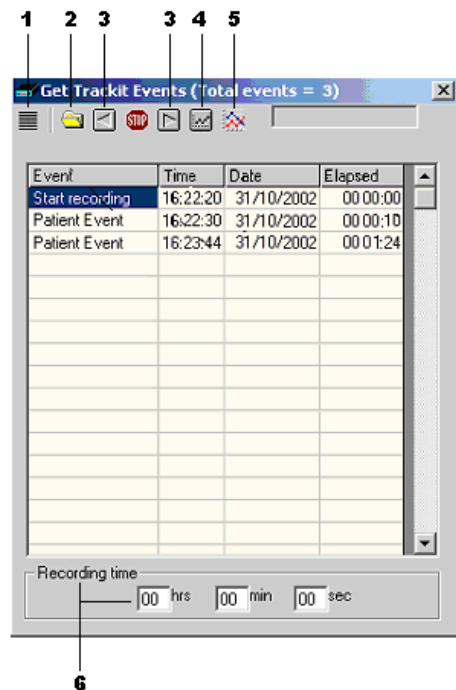 1 2 3 3 4 5
Get Trackit Events (Total events = 3)
STOP
Event Time Date Elapsed
Start recording 16:22:20 31/10/2002 00 00:00
Patient Event 16:22:30 31/10/2002 00 00:10
Patient Event 16:23:44 31/10/2002 00 01:24
Recording time
00 hrs 00 min 00 sec
6